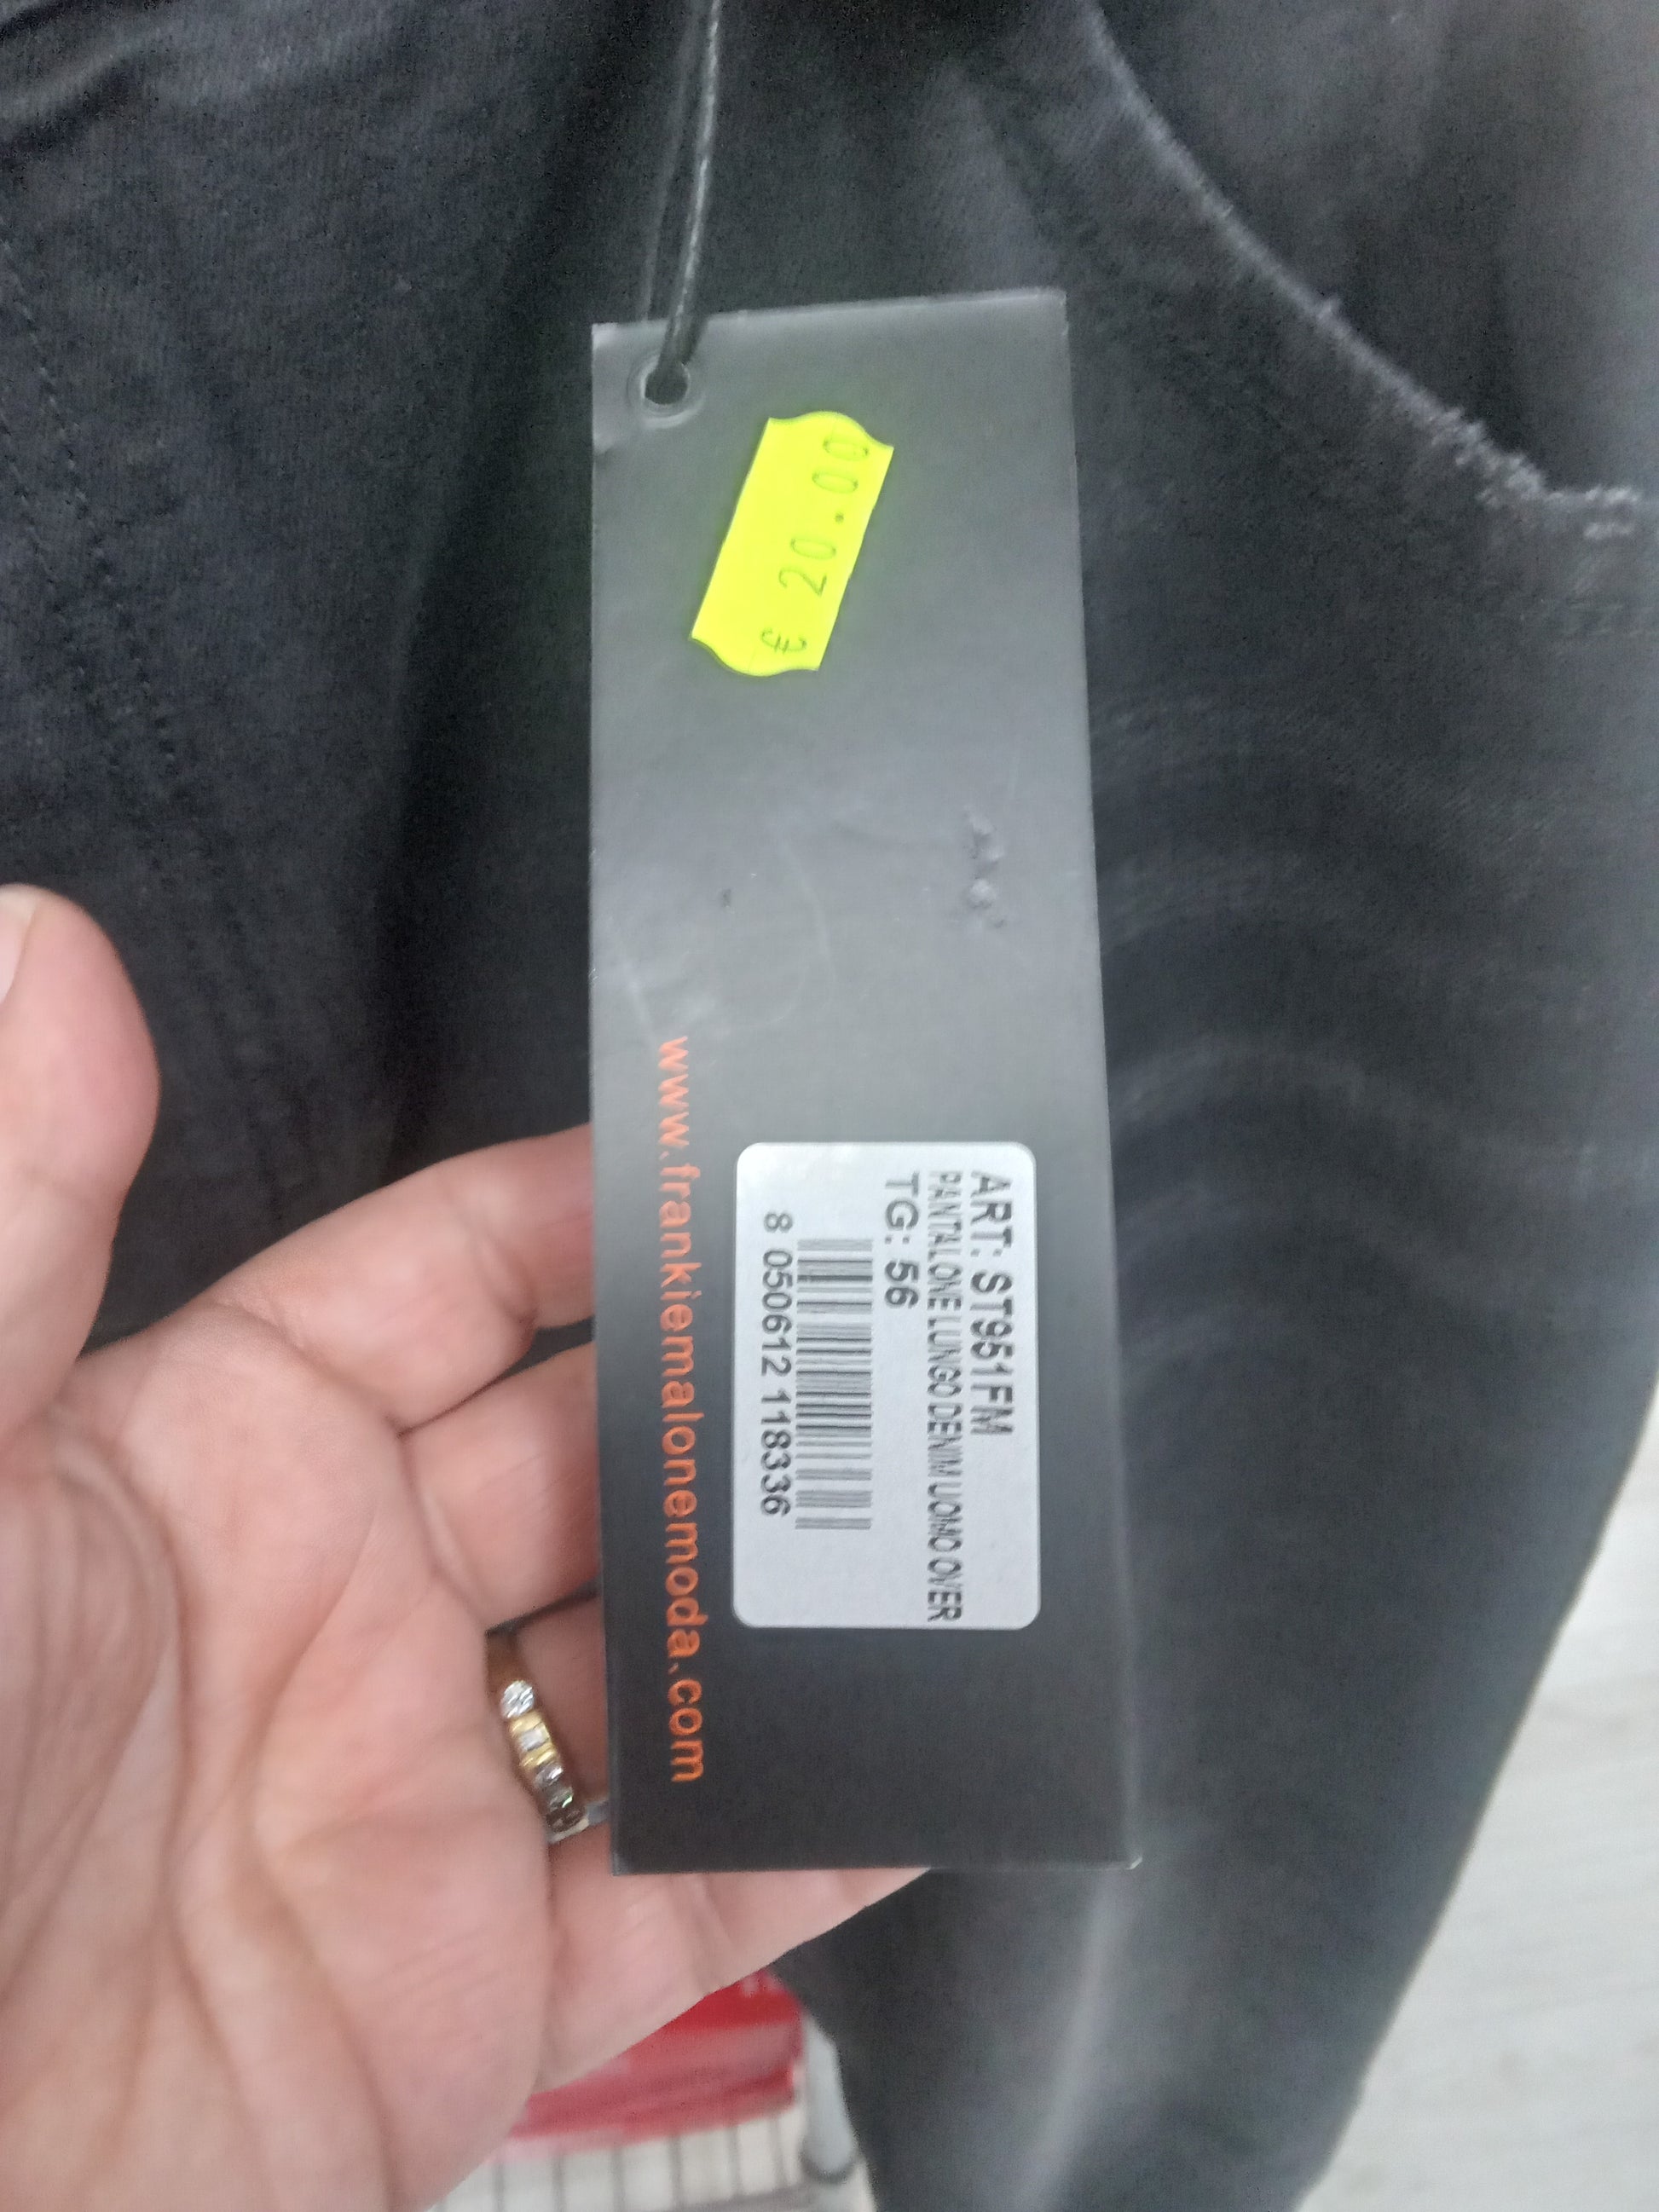 € 20.00
ART: ST951FM
PANTALONE LUNGO DENIM UOMO OVER
TG: 56
8 050612 118336
www.frankiemalonemoda.com